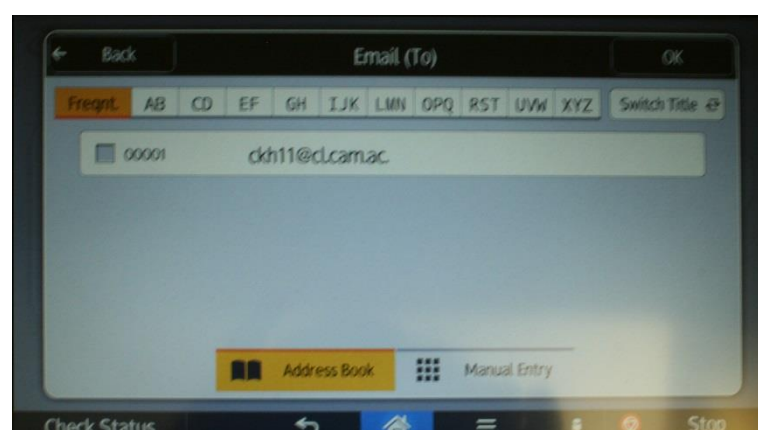 Back Email (To) OK
Freqnt. AB CD EF GH IJK LMN OPQ RST UVW XYZ Switch Title
00001 ckh11@cl.cam.ac.
Address Book Manual Entry
Check Status Stop